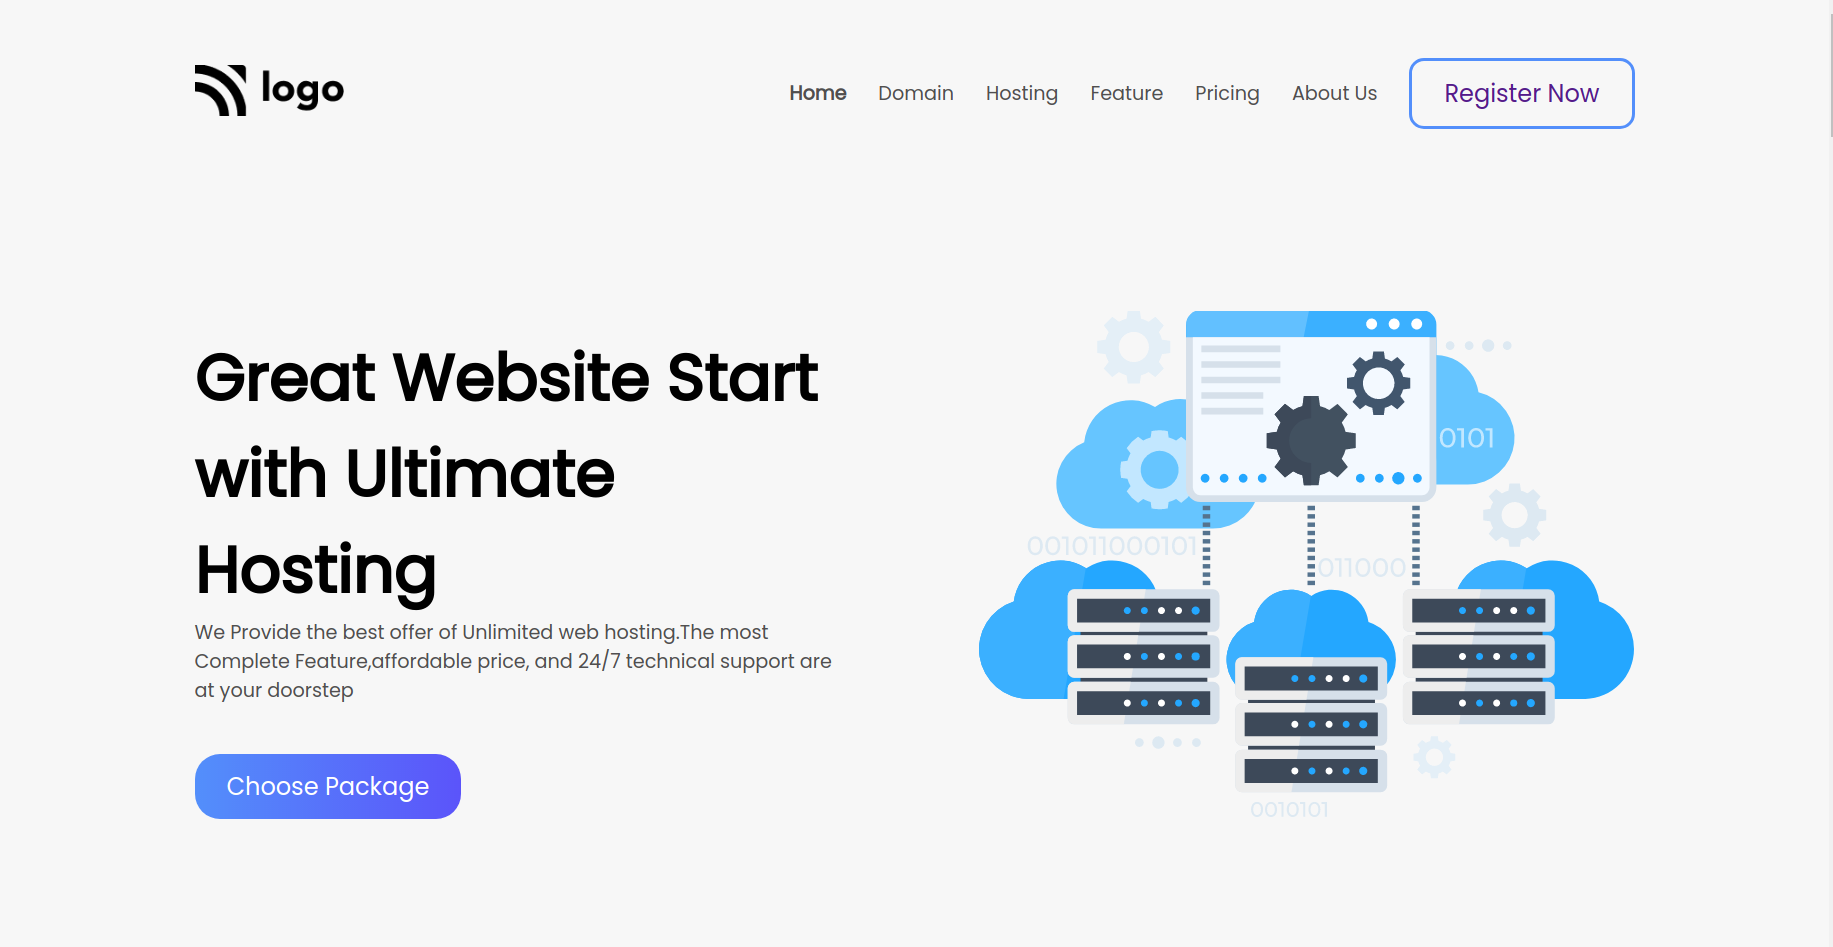 logo
Home Domain Hosting Feature Pricing About Us Register Now
Great Website Start
with Ultimate
Hosting
We Provide the best offer of Unlimited web hosting.The most
Complete Feature,affordable price, and 24/7 technical support are
at your doorstep
Choose Package
0101
001011000101
011000
0010101